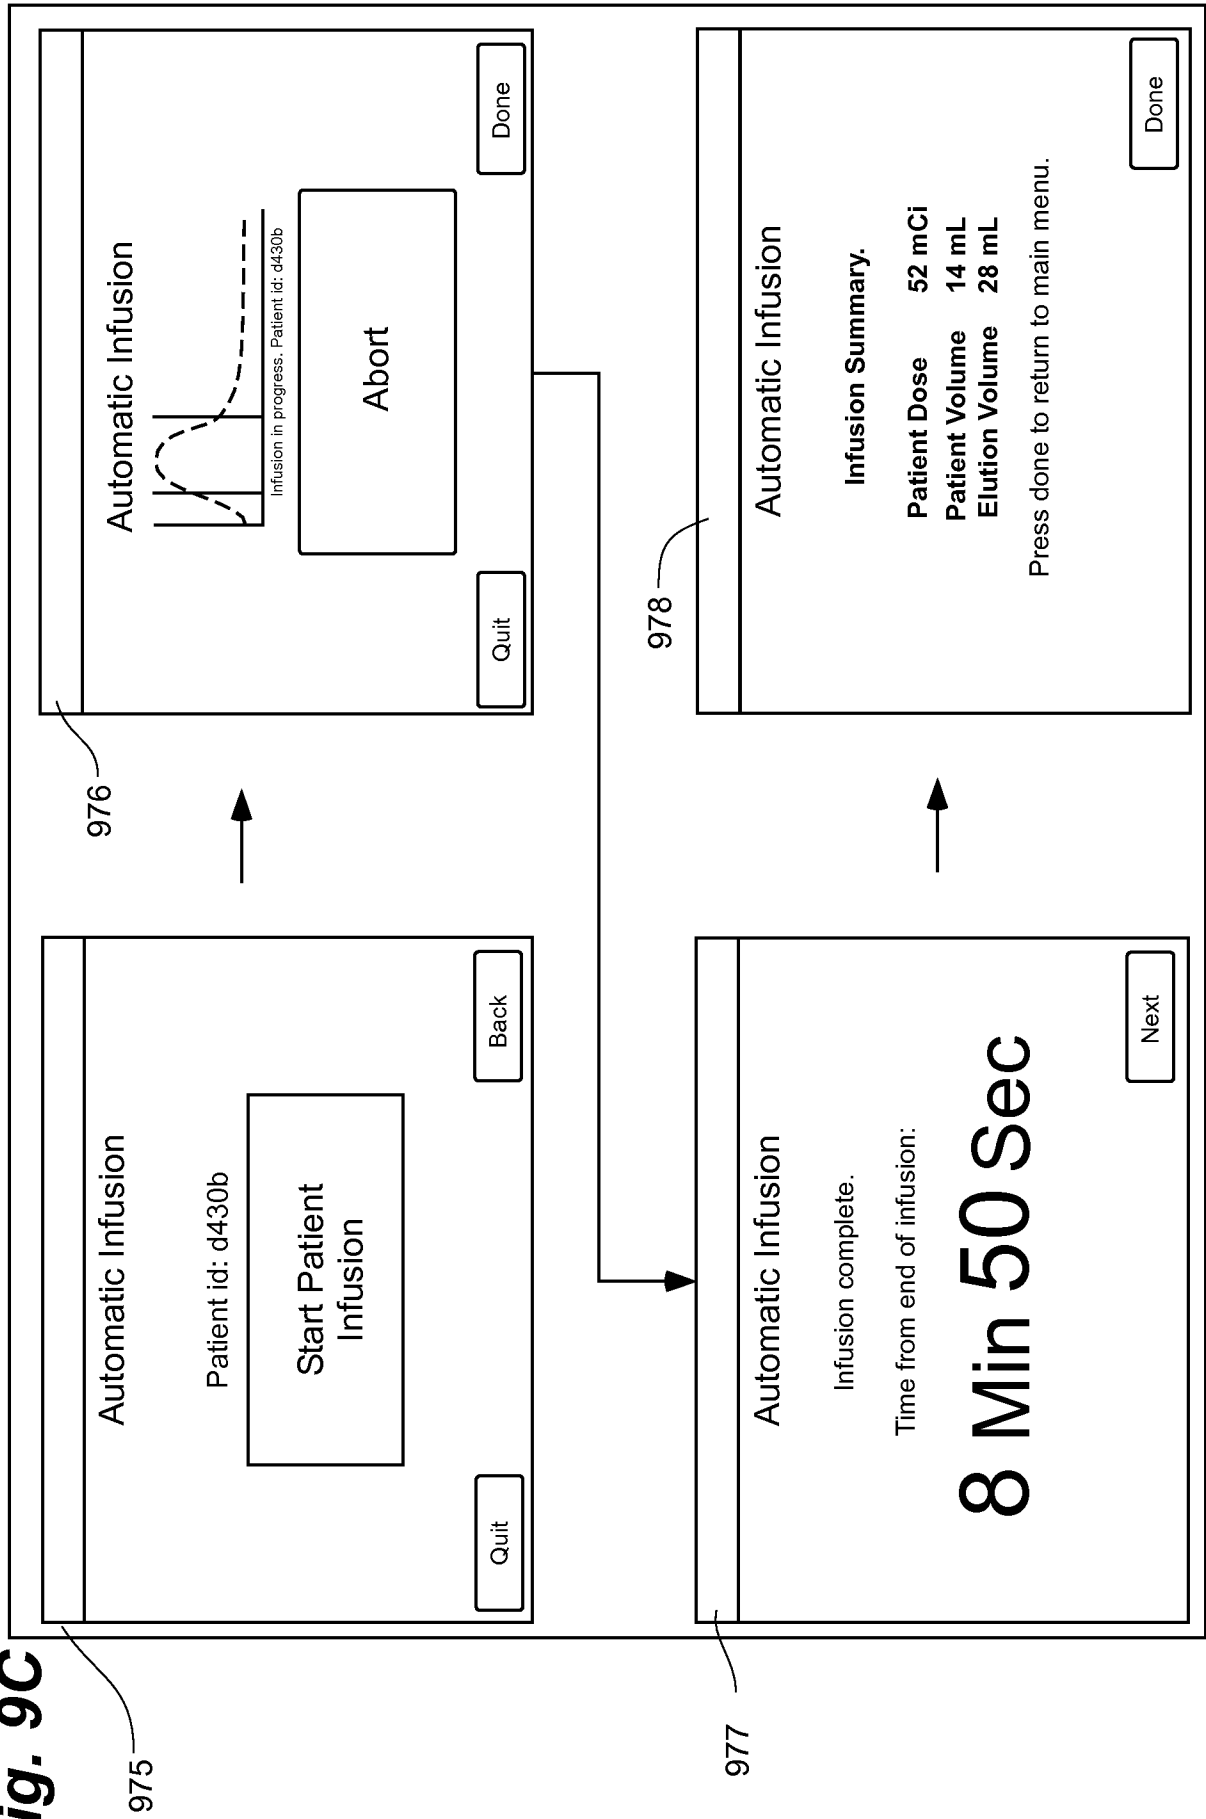 ig. 9C
975
Automatic Infusion
Patient id: d430b
Start Patient
Infusion
Quit
Back
976
Automatic Infusion
Infusion in progress. Patient id: d430b
Abort
Quit
Done
977
Automatic Infusion
Infusion complete.
Time from end of infusion:
8 Min 50 Sec
Next
978
Automatic Infusion
Infusion Summary.
Patient Dose 52 mCi
Patient Volume 14 mL
Elution Volume 28 mL
Press done to return to main menu.
Done